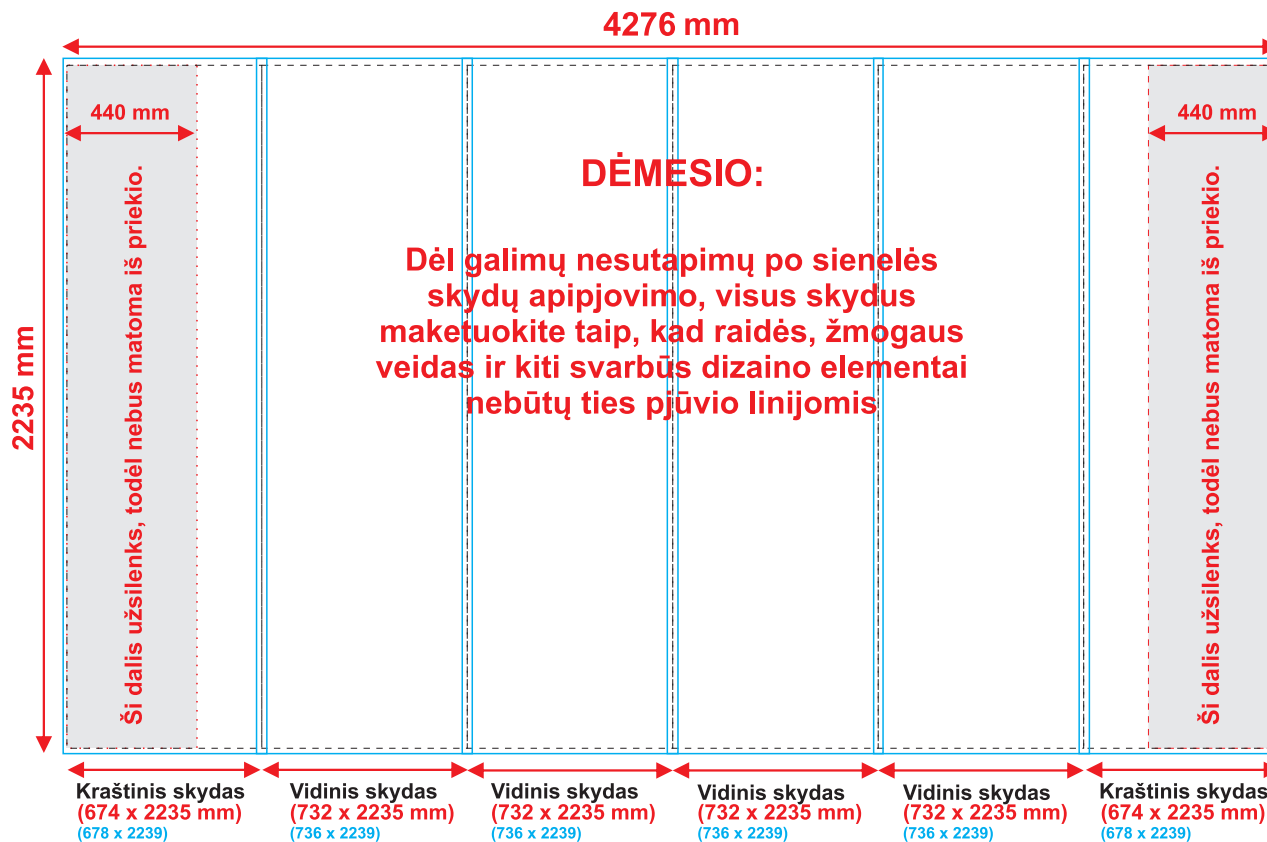 4276 mm
2235 mm
440 mm
440 mm
Ši dalis užsilenks, todėl nebus matoma iš priekio.
Ši dalis užsilenks, todėl nebus matoma iš priekio.
DĖMESIO:
Dėl galimų nesutapimų po sienelės
skydų apipjovimo, visus skydus
maketuokite taip, kad raidės, žmogaus
veidas ir kiti svarbūs dizaino elementai
nebūtų ties pjūvio linijomis
Kraštinis skydas
(674 x 2235 mm)
(678 x 2239)
Vidinis skydas
(732 x 2235 mm)
(736 x 2239)
Vidinis skydas
(732 x 2235 mm)
(736 x 2239)
Vidinis skydas
(732 x 2235 mm)
(736 x 2239)
Vidinis skydas
(732 x 2235 mm)
(736 x 2239)
Kraštinis skydas
(674 x 2235 mm)
(678 x 2239)